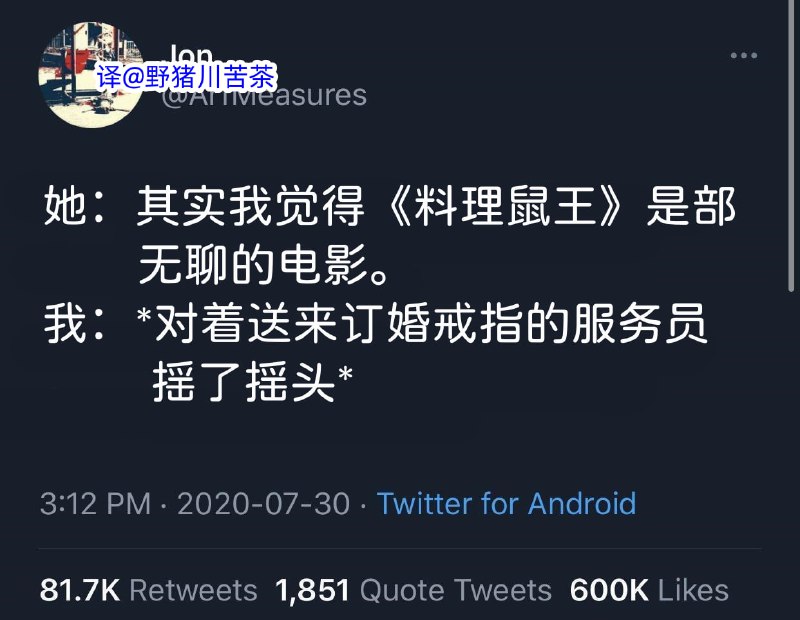 Jon
译@野猪川苦茶
@ArfMeasures
她：其实我觉得《料理鼠王》是部
无聊的电影。
我：*对着送来订婚戒指的服务员
摇了摇头*
3:12 PM · 2020-07-30 · Twitter for Android
81.7K Retweets 1,851 Quote Tweets 600K Likes